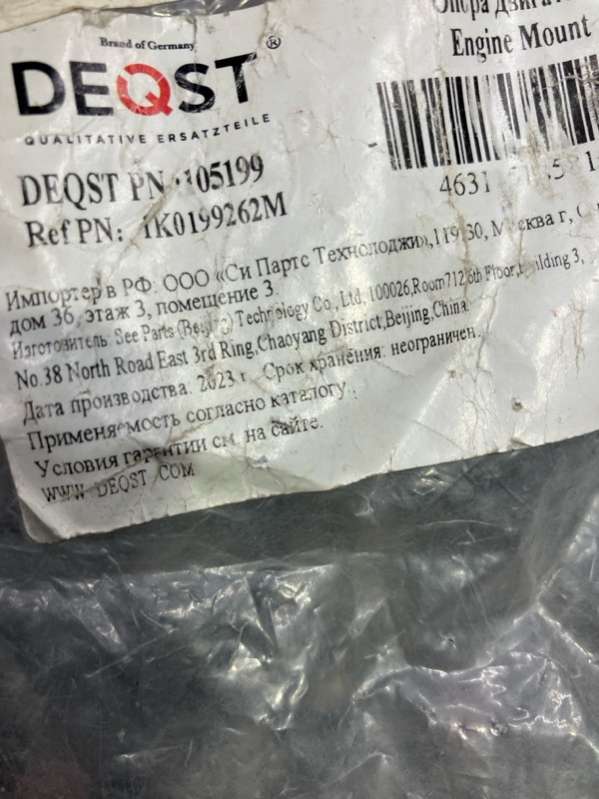 Опора Двига
Engine Mount
Brand of Germany
DEQST®
QUALITATIVE ERSATZTEILE
DEQST PN 105199
Ref PN: 1K0199262M
4631
Импортер в РФ: ООО «Си Партс Технолоджи», Москва г,
дом 36, этаж 3, помещение 3.
Изготовитель: See Parts (Beijing) Technology Co., Ltd, 100026, Room712 6th Floor, Building 3,
No.38 North Road East 3rd Ring, Chaoyang District, Beijing, China.
Дата производства: 2023 г. Срок хранения: неограничен.
Применяемость согласно каталогу.
Условия гарантии см. на сайте.
WWW.DEQST.COM